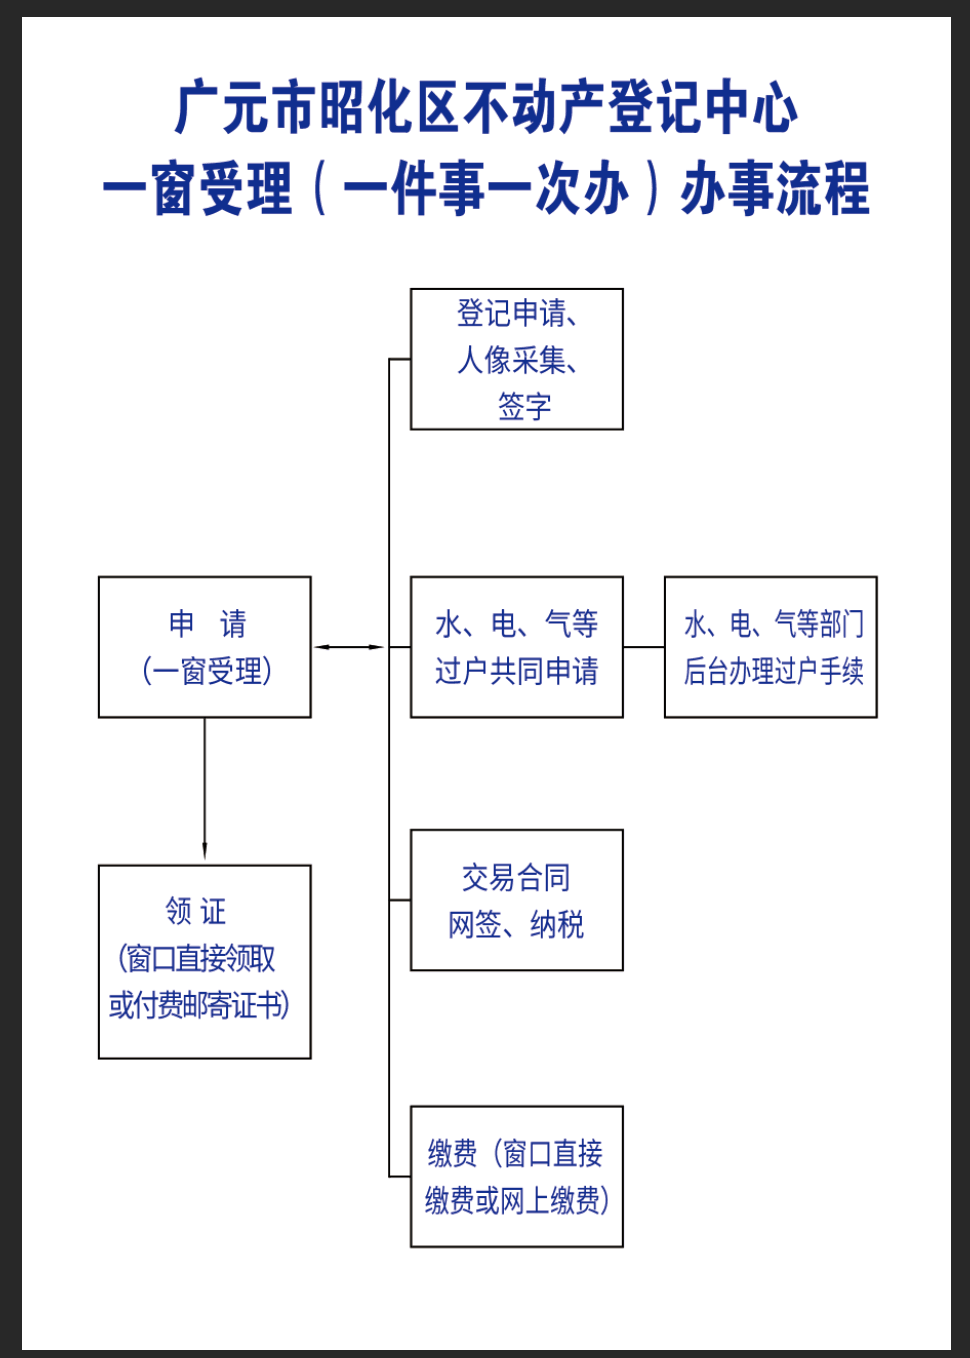 广元市昭化区不动产登记中心
一窗受理（一件事一次办）办事流程
登记申请、
人像采集、
签字
申 请
（一窗受理）
水、电、气等
过户共同申请
水、电、气等部门
后台办理过户手续
交易合同
网签、纳税
领 证
（窗口直接领取
或付费邮寄证书）
缴费（窗口直接
缴费或网上缴费）